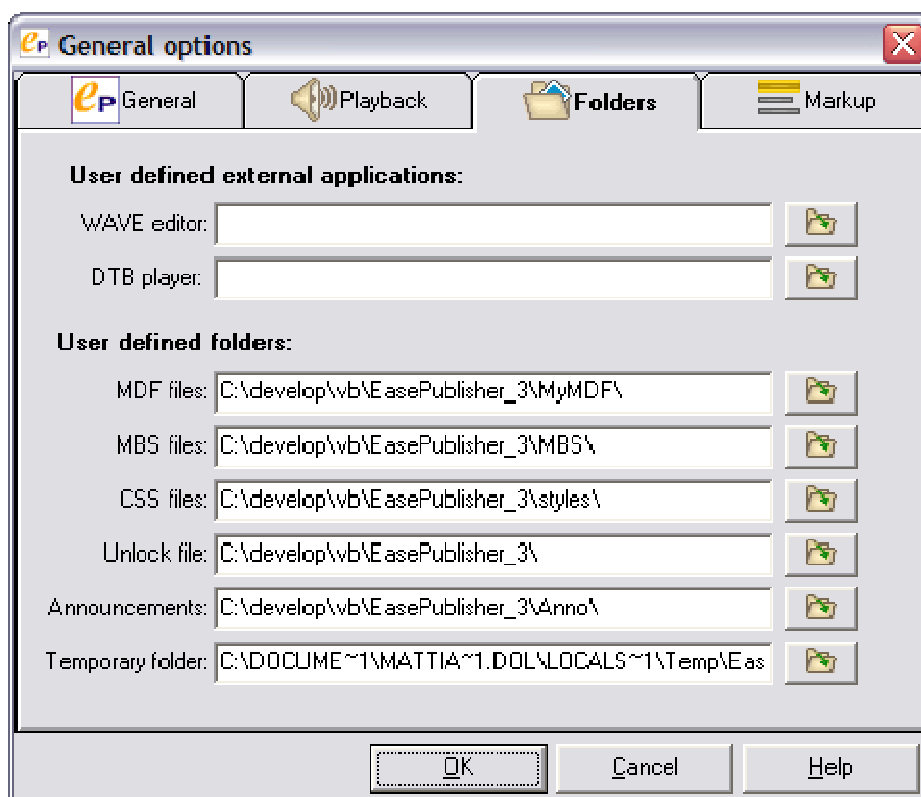 eP General options
eP General Playback Folders Markup
User defined external applications:
WAVE editor:
DTB player:
User defined folders:
MDF files: C:\develop\vb\EasePublisher_3\MyMDF\
MBS files: C:\develop\vb\EasePublisher_3\MBS\
CSS files: C:\develop\vb\EasePublisher_3\styles\
Unlock file: C:\develop\vb\EasePublisher_3\
Announcements: C:\develop\vb\EasePublisher_3\Anno\
Temporary folder: C:\DOCUME~1\MATTIA~1.DOL\LOCALS~1\Temp\Eas
OK Cancel Help